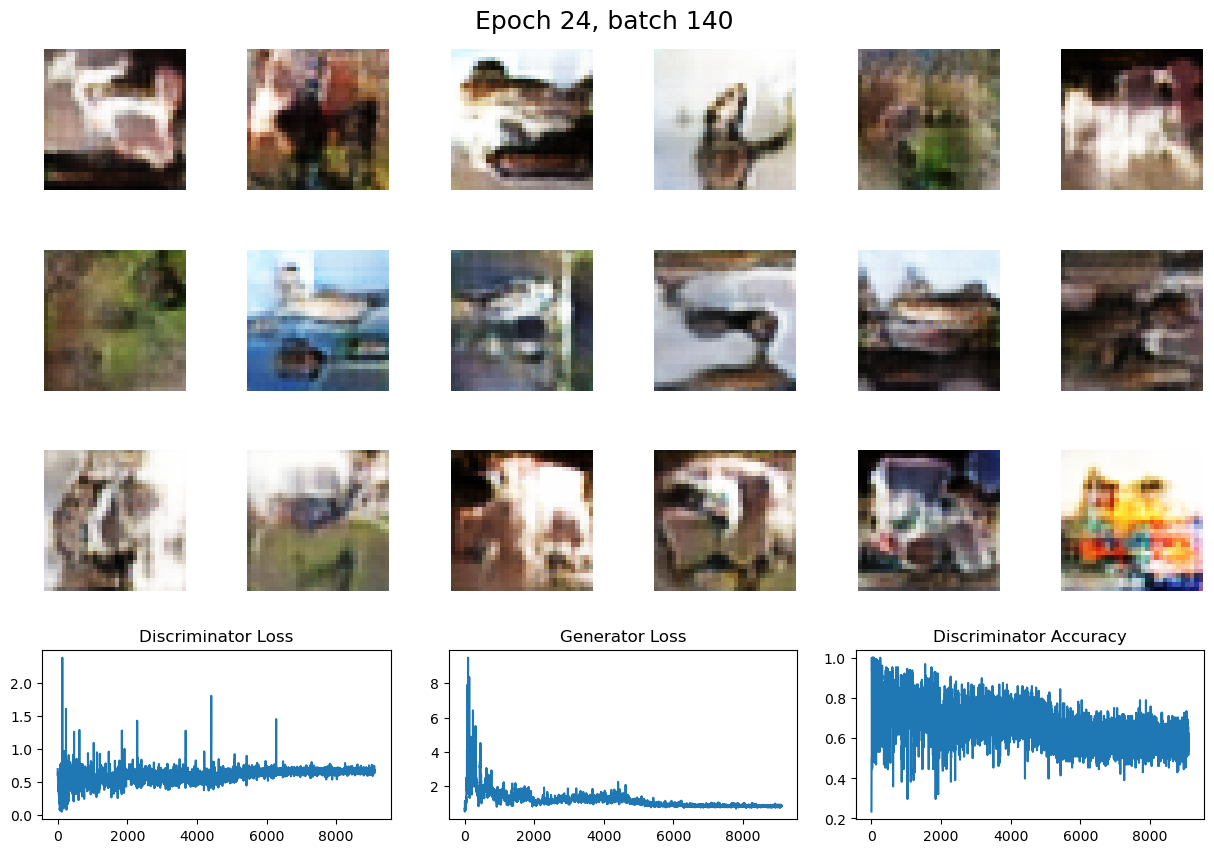 Epoch 24, batch 140
Discriminator Loss
2.0
1.5
1.0
0.5
0.0
0 2000 4000 6000 8000
Generator Loss
8
6
4
2
0 2000 4000 6000 8000
Discriminator Accuracy
1.0
0.8
0.6
0.4
0.2
0 2000 4000 6000 8000